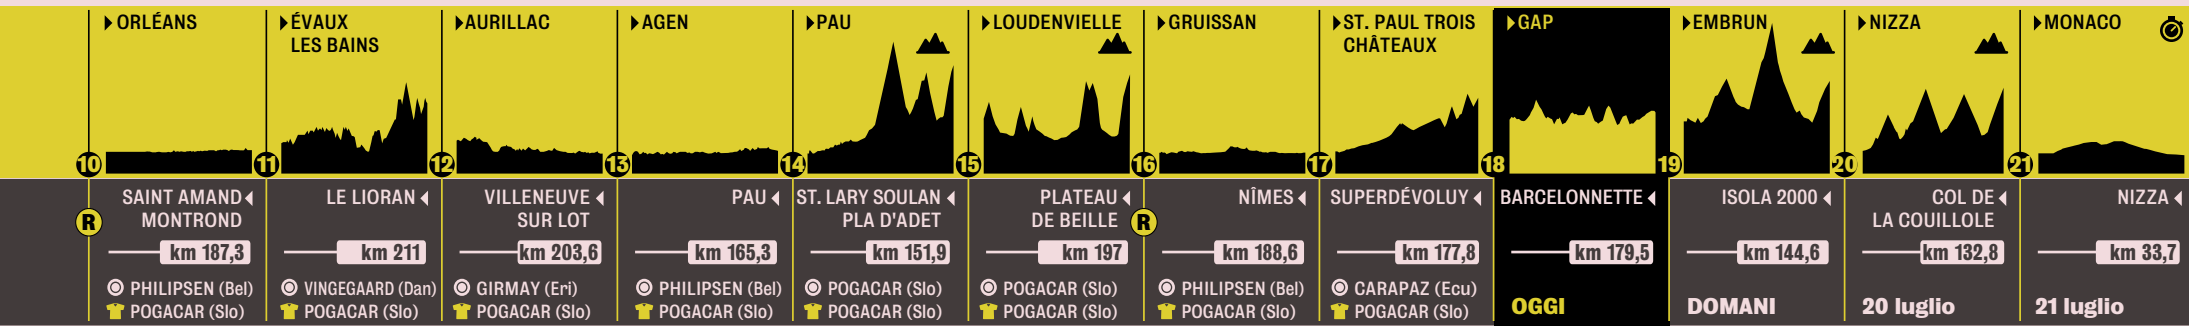 ORLÉANS
10
SAINT AMAND
MONTROND
R
km 187,3
PHILIPSEN (Bel)
POGACAR (Slo)
ÉVAUX
LES BAINS
11
LE LIORAN
km 211
VINGEGAARD (Dan)
POGACAR (Slo)
AURILLAC
12
VILLENEUVE
SUR LOT
km 203,6
GIRMAY (Eri)
POGACAR (Slo)
AGEN
13
PAU
km 165,3
PHILIPSEN (Bel)
POGACAR (Slo)
PAU
14
ST. LARY SOULAN
PLA D'ADET
km 151,9
POGACAR (Slo)
POGACAR (Slo)
LOUDENVIELLE
15
PLATEAU
DE BEILLE
km 197
POGACAR (Slo)
POGACAR (Slo)
GRUISSAN
16
R
NÎMES
km 188,6
PHILIPSEN (Bel)
POGACAR (Slo)
ST. PAUL TROIS
CHÂTEAUX
17
SUPERDÉVOLUY
km 177,8
CARAPAZ (Ecu)
POGACAR (Slo)
GAP
18
BARCELONNETTE
km 179,5
OGGI
EMBRUN
19
ISOLA 2000
km 144,6
DOMANI
NIZZA
20
COL DE
LA COUILLOLE
km 132,8
20 luglio
MONACO
21
NIZZA
km 33,7
21 luglio